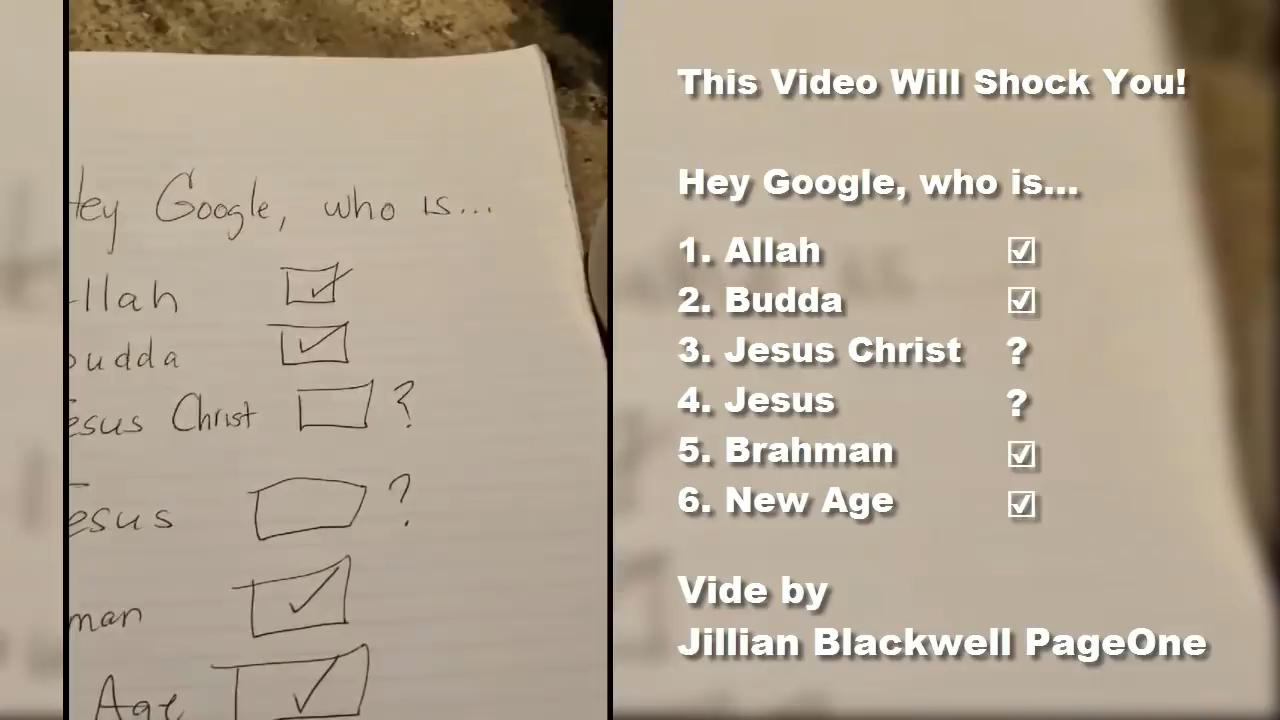 Hey Google, who is...
llah ☑
udda ☑
esus Christ ☐ ?
esus ☐ ?
man ☑
Age ☑
This Video Will Shock You!
Hey Google, who is...
1. Allah ☑
2. Budda ☑
3. Jesus Christ ?
4. Jesus ?
5. Brahman ☑
6. New Age ☑
Vide by
Jillian Blackwell PageOne